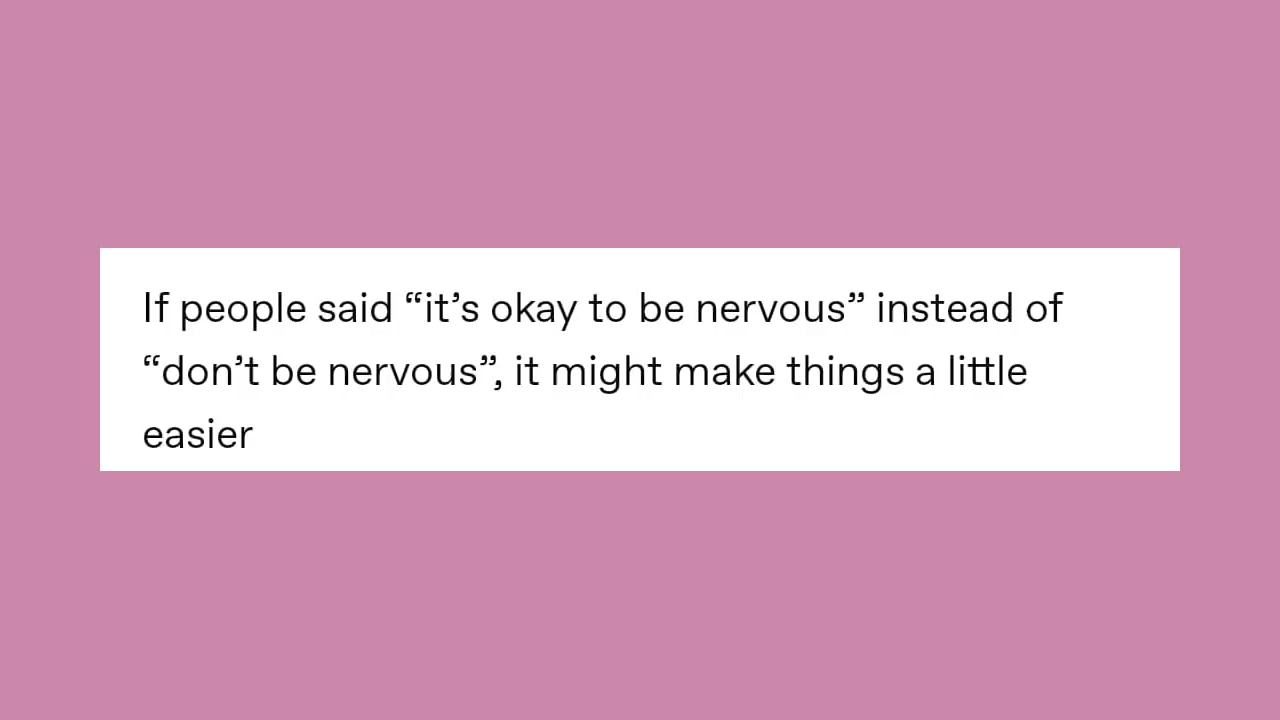 If people said “it’s okay to be nervous” instead of
“don’t be nervous”, it might make things a little
easier